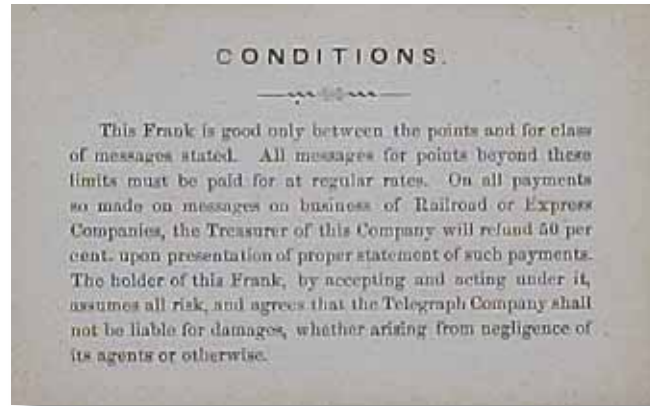 CONDITIONS.
This Frank is good only between the points and for class
of messages stated. All messages for points beyond these
limits must be paid for at regular rates. On all payments
so made on messages on business of Railroad or Express
Companies, the Treasurer of this Company will refund 50 per
cent. upon presentation of proper statement of such payments.
The holder of this Frank, by accepting and acting under it,
assumes all risk, and agrees that the Telegraph Company shall
not be liable for damages, whether arising from negligence of
its agents or otherwise.